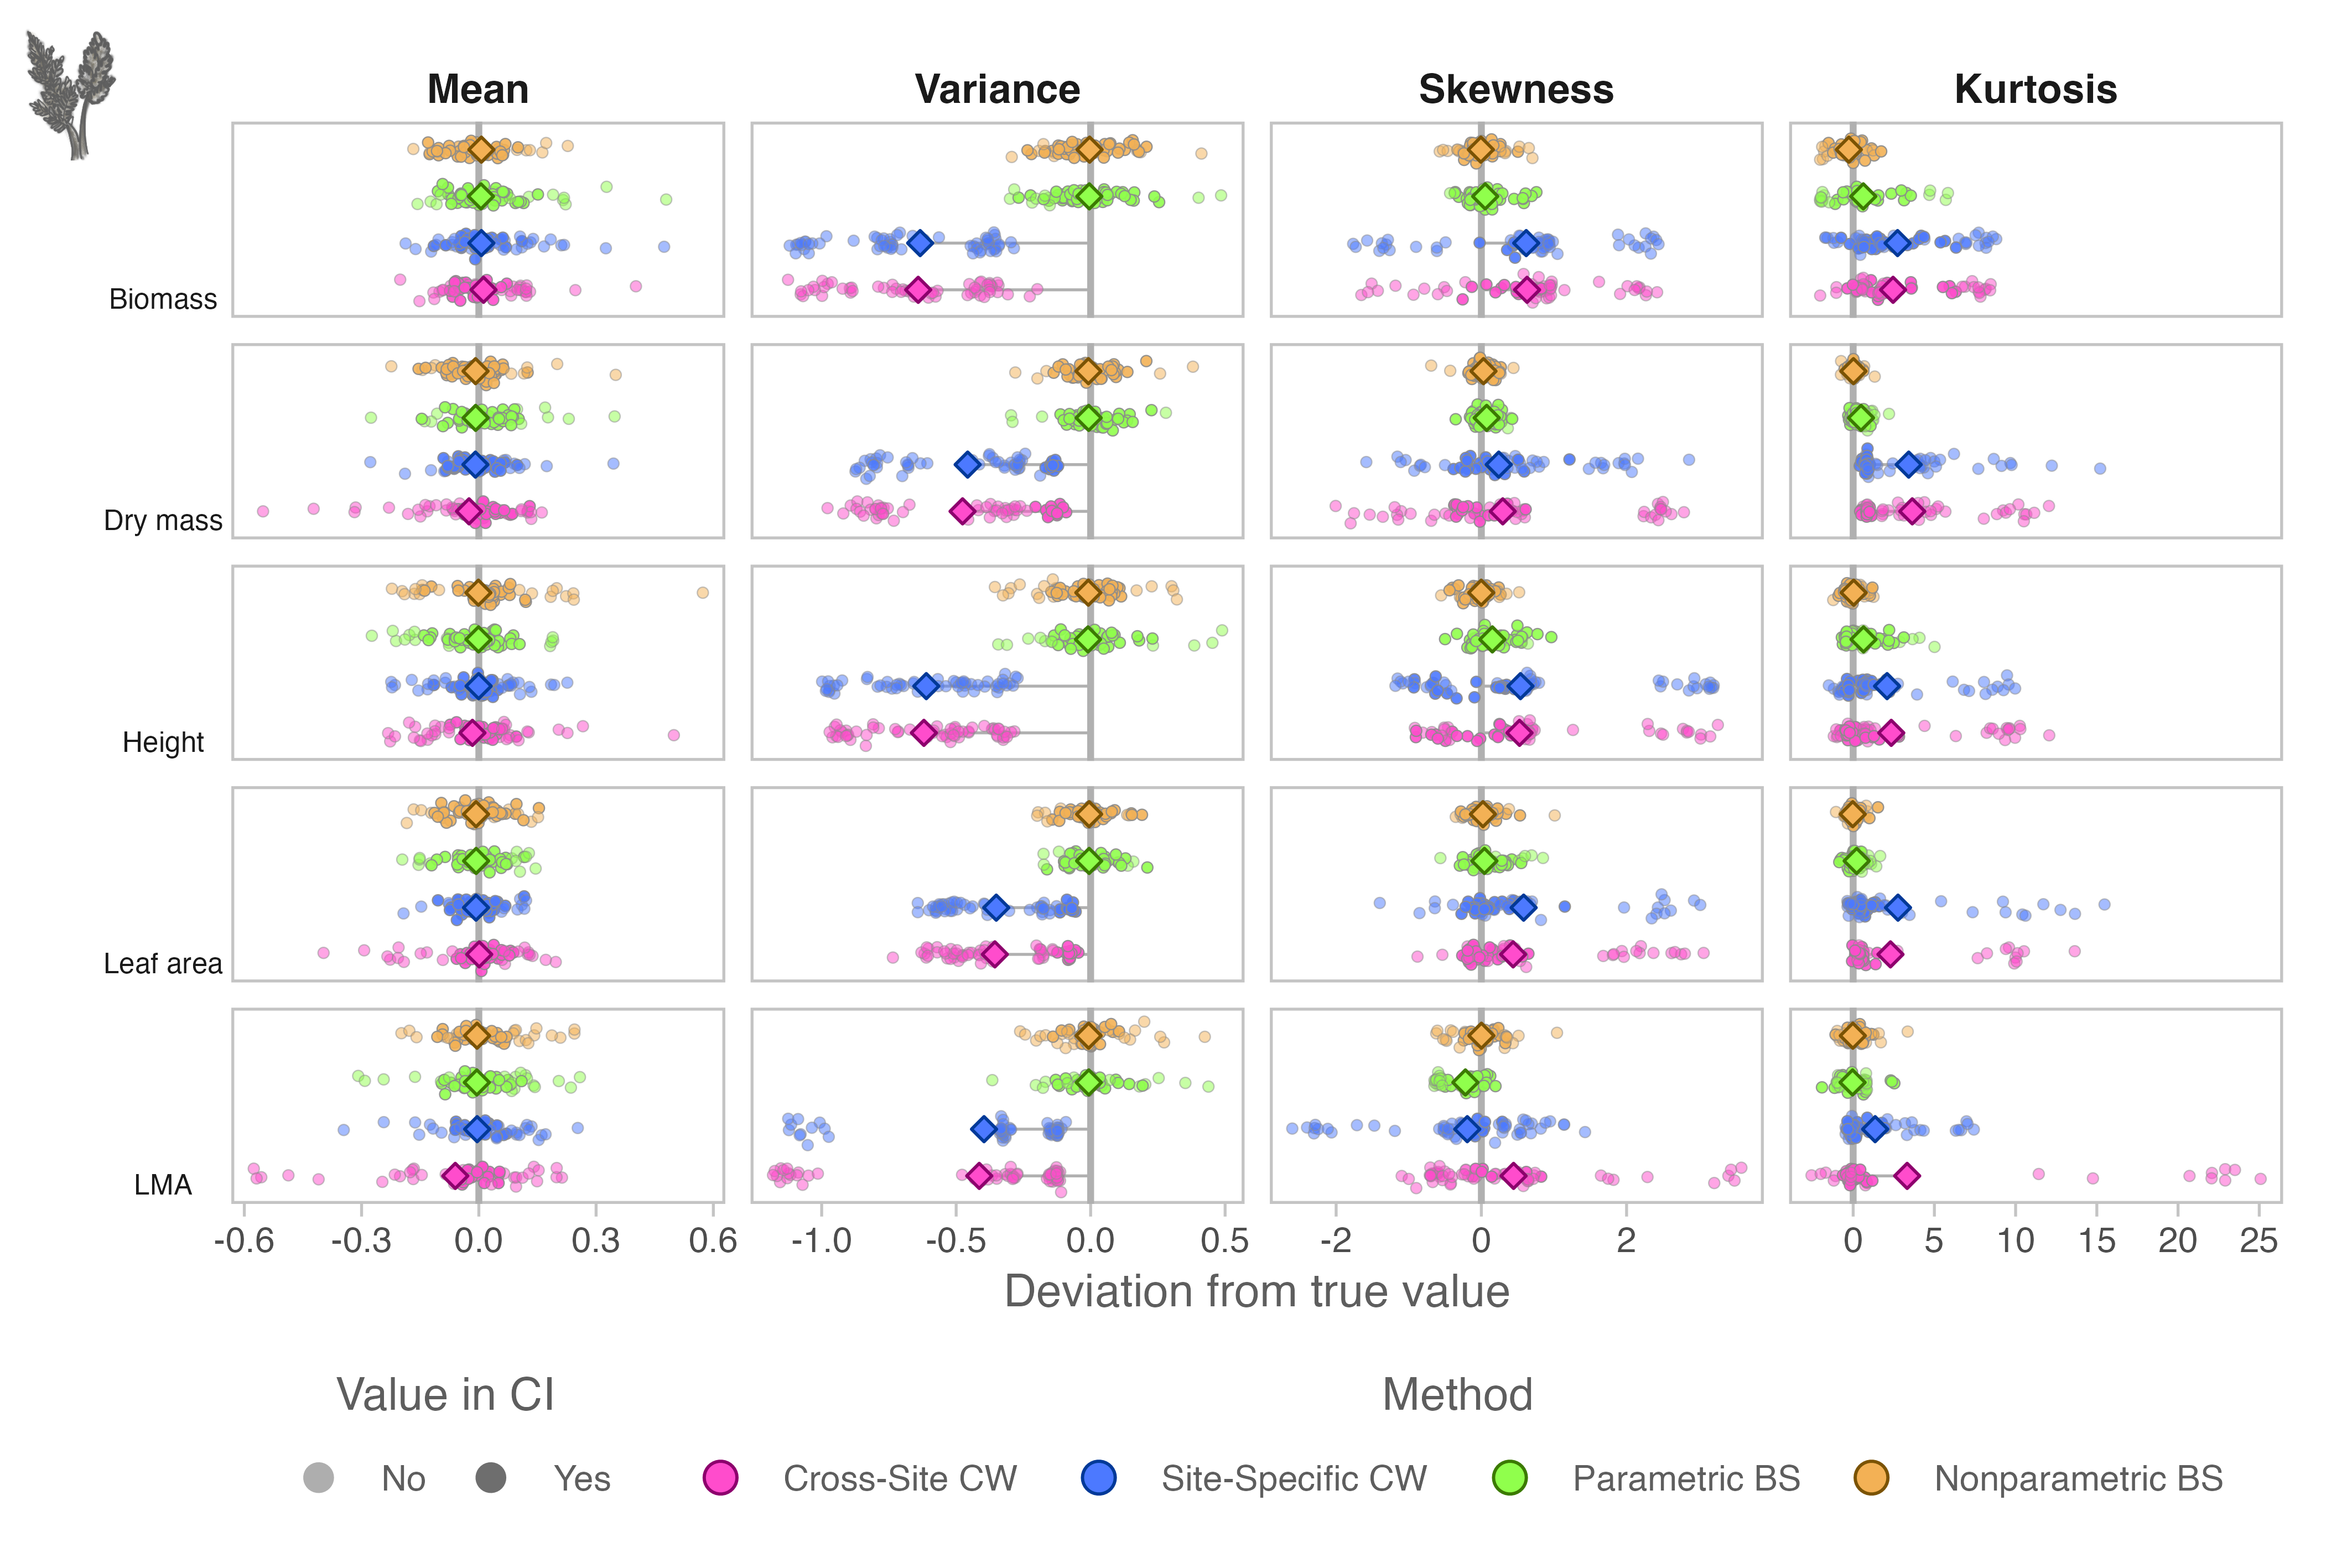 Mean Variance Skewness Kurtosis
Biomass
Dry mass
Height
Leaf area
LMA
-0.6 -0.3 0.0 0.3 0.6 -1.0 -0.5 0.0 0.5 -2 0 2 0 5 10 15 20 25
Deviation from true value
Value in CI Method
No Yes Cross-Site CW Site-Specific CW Parametric BS Nonparametric BS